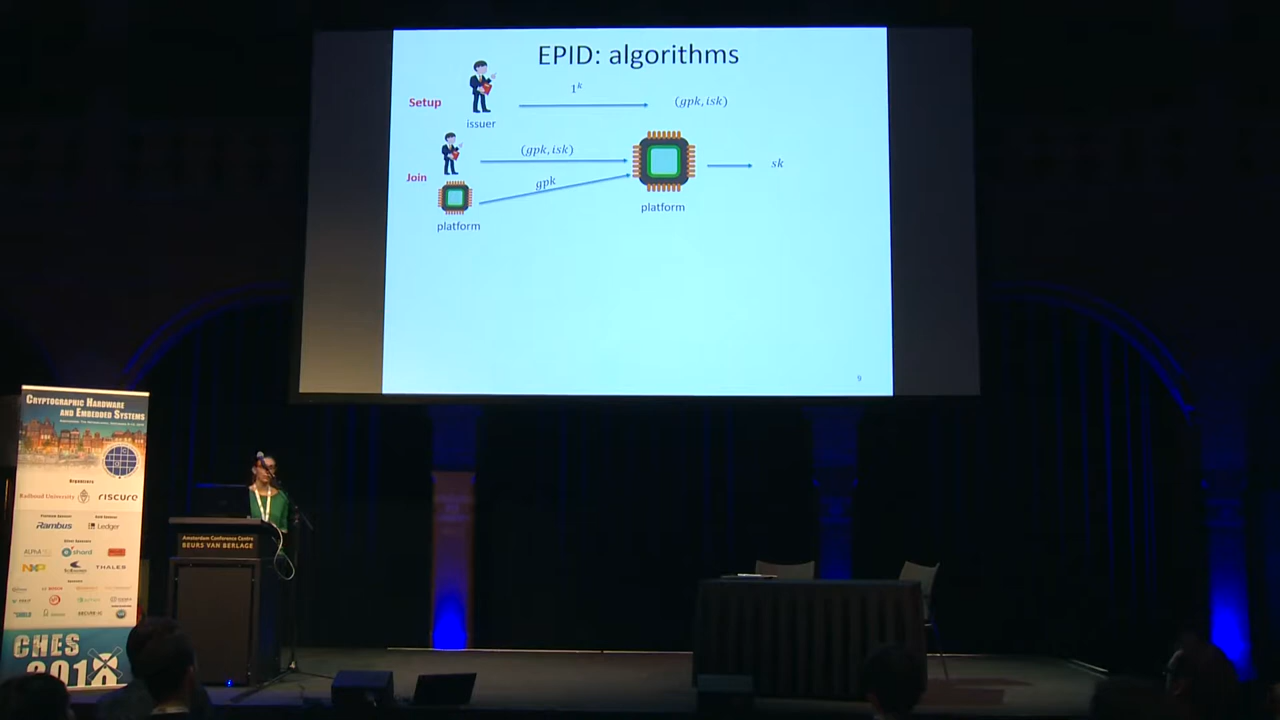 EPID: algorithms
Setup
issuer
1^k
(gpk, isk)
Join
platform
(gpk, isk)
gpk
platform
sk
9
CRYPTOGRAPHIC HARDWARE
AND EMBEDDED SYSTEMS
Organizers
Radboud University
riscure
Rambus
Ledger
NXP
THALES
CHES
2018
Amsterdam Conference Centre
BEURS VAN BERLAGE